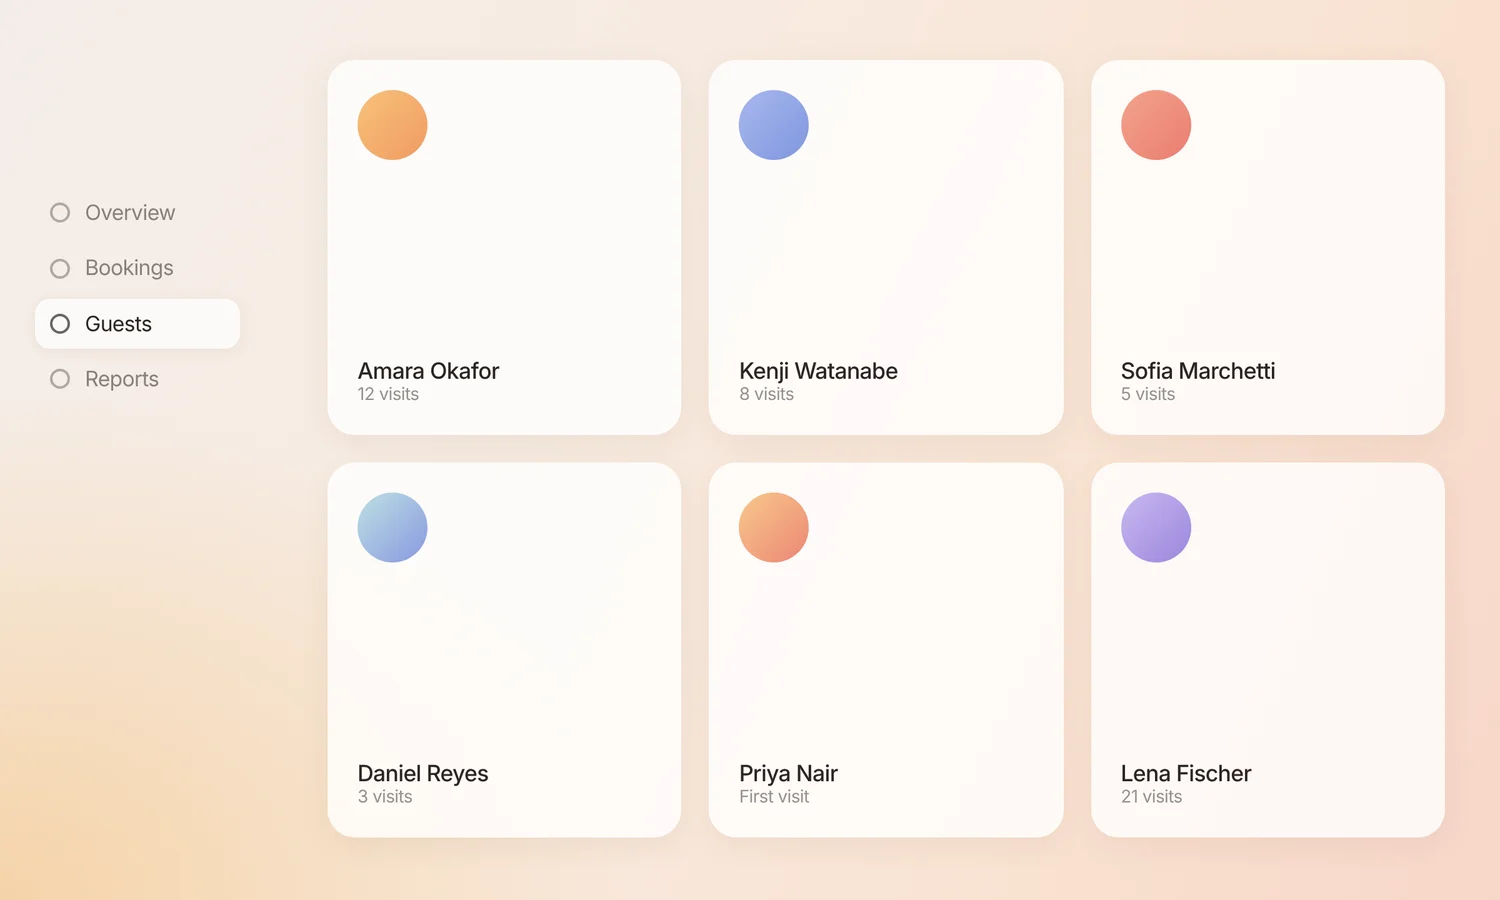 Overview
Bookings
Guests
Reports
Amara Okafor
12 visits
Kenji Watanabe
8 visits
Sofia Marchetti
5 visits
Daniel Reyes
3 visits
Priya Nair
First visit
Lena Fischer
21 visits